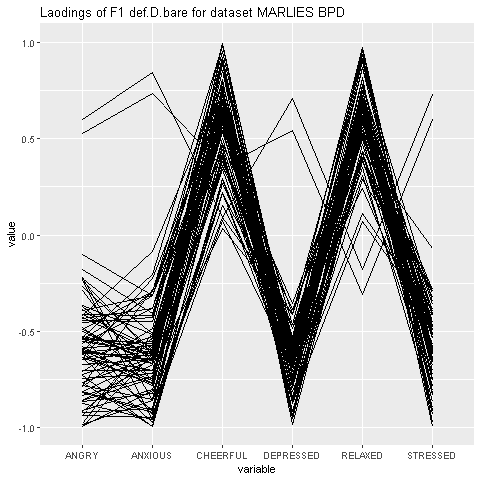 Laodings of F1 def.D.bare for dataset MARLIES BPD
1.0
0.5
0.0
-0.5
-1.0
value
ANGRY ANXIOUS CHEERFUL DEPRESSED RELAXED STRESSED
variable